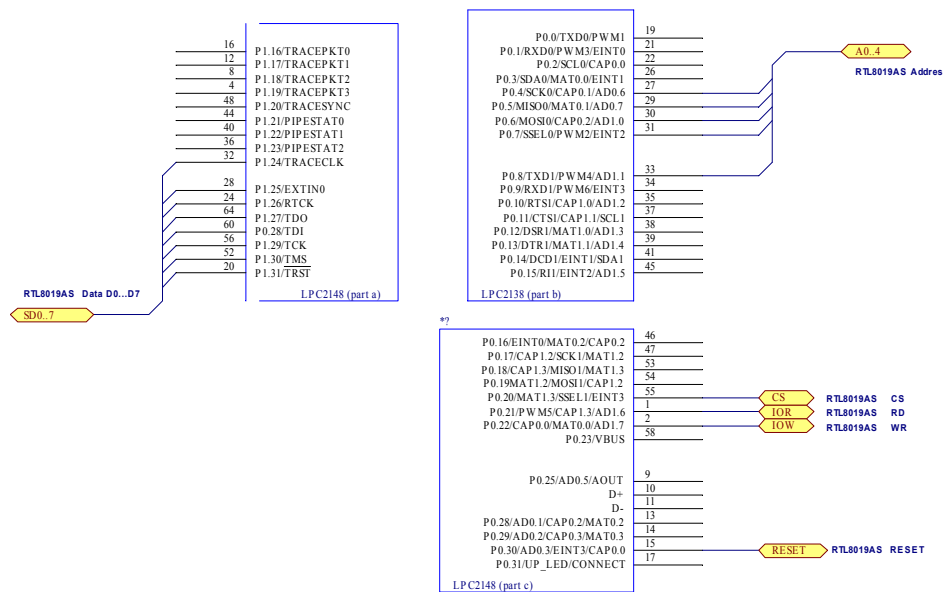 16 P1.16/TRACEPKT0
12 P1.17/TRACEPKT1
8 P1.18/TRACEPKT2
4 P1.19/TRACEPKT3
48 P1.20/TRACESYNC
44 P1.21/PIPESTAT0
40 P1.22/PIPESTAT1
36 P1.23/PIPESTAT2
32 P1.24/TRACECLK
28 P1.25/EXTIN0
24 P1.26/RTCK
64 P1.27/TDO
60 P0.28/TDI
56 P1.29/TCK
52 P1.30/TMS
20 P1.31/TRST
LPC2148 (part a)
RTL8019AS Data D0...D7
SD0..7
P0.0/TXD0/PWM1 19
P0.1/RXD0/PWM3/EINT0 21
P0.2/SCL0/CAP0.0 22
P0.3/SDA0/MAT0.0/EINT1 26
P0.4/SCK0/CAP0.1/AD0.6 27
P0.5/MISO0/MAT0.1/AD0.7 29
P0.6/MOSI0/CAP0.2/AD1.0 30
P0.7/SSEL0/PWM2/EINT2 31
P0.8/TXD1/PWM4/AD1.1 33
P0.9/RXD1/PWM6/EINT3 34
P0.10/RTS1/CAP1.0/AD1.2 35
P0.11/CTS1/CAP1.1/SCL1 37
P0.12/DSR1/MAT1.0/AD1.3 38
P0.13/DTR1/MAT1.1/AD1.4 39
P0.14/DCD1/EINT1/SDA1 41
P0.15/RI1/EINT2/AD1.5 45
LPC2138 (part b)
A0..4
RTL8019AS Addres
*?
P0.16/EINT0/MAT0.2/CAP0.2 46
P0.17/CAP1.2/SCK1/MAT1.2 47
P0.18/CAP1.3/MISO1/MAT1.3 53
P0.19MAT1.2/MOSI1/CAP1.2 54
P0.20/MAT1.3/SSEL1/EINT3 55
P0.21/PWM5/CAP1.3/AD1.6 1
P0.22/CAP0.0/MAT0.0/AD1.7 2
P0.23/VBUS 58
P0.25/AD0.5/AOUT 9
D+ 10
D- 11
P0.28/AD0.1/CAP0.2/MAT0.2 13
P0.29/AD0.2/CAP0.3/MAT0.3 14
P0.30/AD0.3/EINT3/CAP0.0 15
P0.31/UP_LED/CONNECT 17
LPC2148 (part c)
CS RTL8019AS CS
IOR RTL8019AS RD
IOW RTL8019AS WR
RESET RTL8019AS RESET